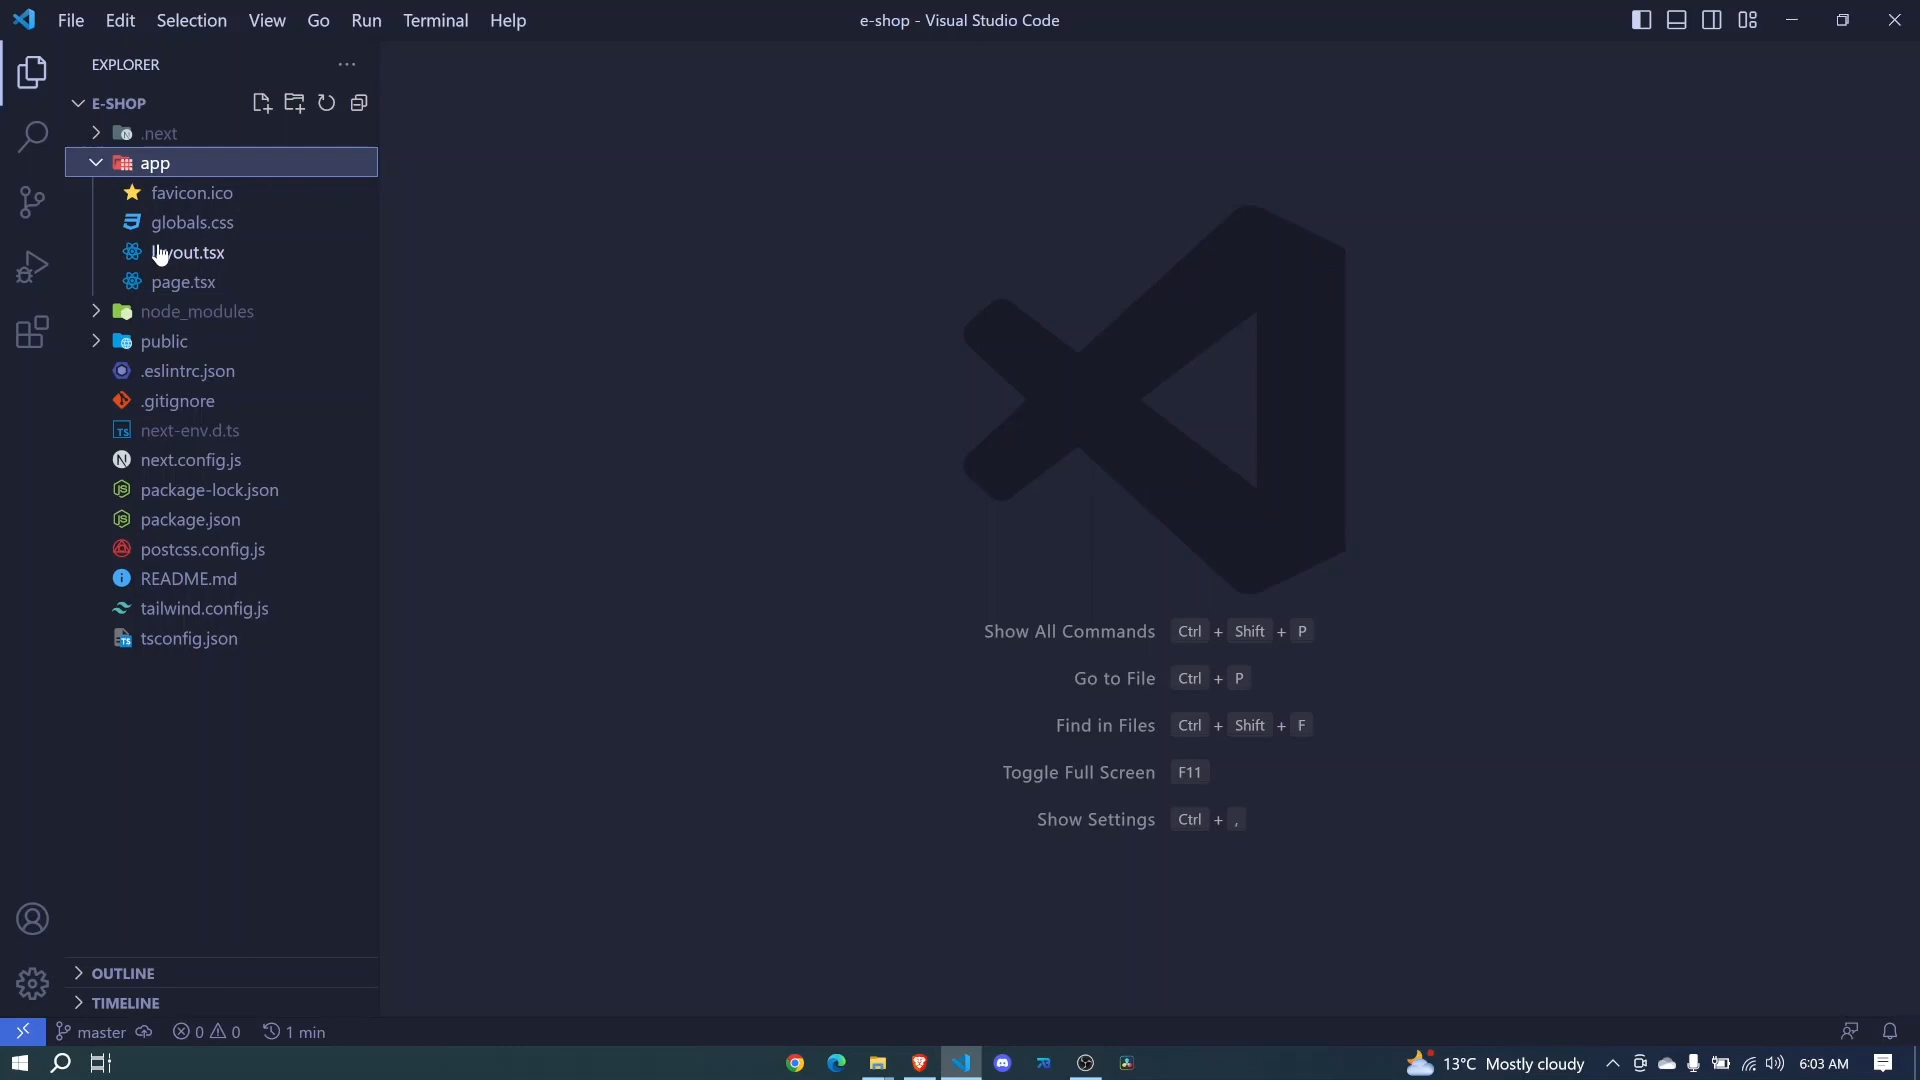 File Edit Selection View Go Run Terminal Help
e-shop - Visual Studio Code
EXPLORER
E-SHOP
.next
app
favicon.ico
globals.css
layout.tsx
page.tsx
node_modules
public
.eslintrc.json
.gitignore
next-env.d.ts
next.config.js
package-lock.json
package.json
postcss.config.js
README.md
tailwind.config.js
tsconfig.json
Show All Commands Ctrl + Shift + P
Go to File Ctrl + P
Find in Files Ctrl + Shift + F
Toggle Full Screen F11
Show Settings Ctrl + ,
OUTLINE
TIMELINE
master 0 0 1 min
13°C Mostly cloudy 6:03 AM